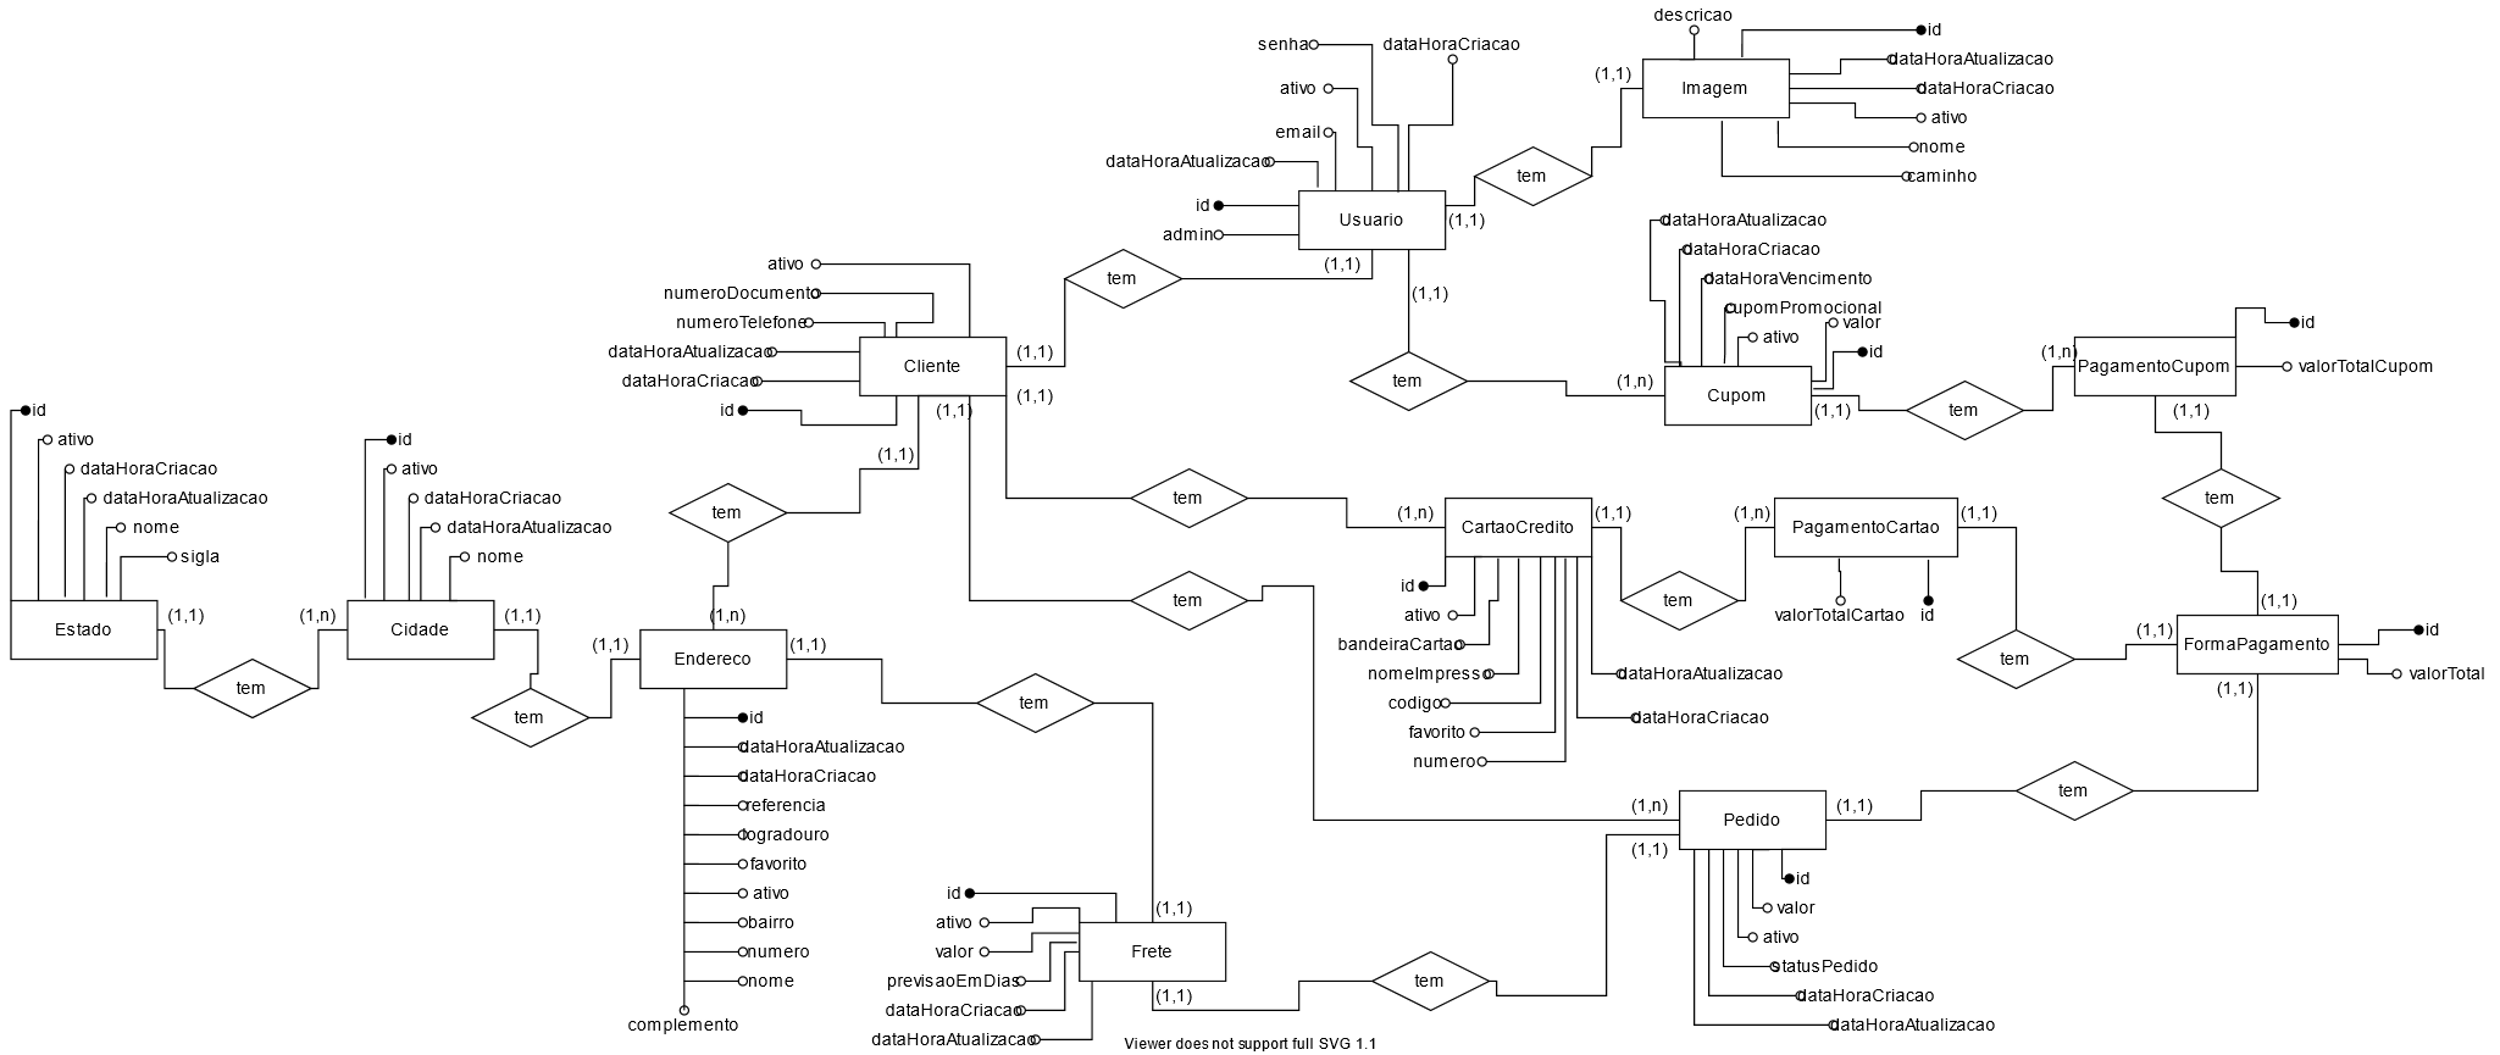 descricao
id
dataHoraAtualizacao
dataHoraCriacao
ativo
nome
caminho
(1,1)
Imagem
senha
dataHoraCriacao
ativo
email
dataHoraAtualizacao
id
admin
Usuario
(1,1)
tem
(1,1)
(1,1)
tem
ativo
numeroDocumento
numeroTelefone
dataHoraAtualizacao
dataHoraCriacao
id
Cliente
(1,1)
(1,1)
(1,1)
(1,1)
tem
dataHoraAtualizacao
dataHoraCriacao
dataHoraVencimento
cupomPromocional
valor
ativo
id
(1,n)
Cupom
(1,1)
tem
(1,n)
PagamentoCupom
id
valorTotalCupom
(1,1)
tem
id
ativo
dataHoraCriacao
dataHoraAtualizacao
nome
sigla
Estado
(1,1)
tem
id
ativo
dataHoraCriacao
dataHoraAtualizacao
nome
(1,n)
Cidade
(1,1)
tem
tem
(1,n)
(1,1)
Endereco
(1,1)
id
dataHoraAtualizacao
dataHoraCriacao
referencia
logradouro
favorito
ativo
bairro
numero
nome
complemento
tem
tem
tem
(1,n)
CartaoCredito
(1,1)
id
ativo
bandeiraCartao
nomeImpresso
codigo
favorito
numero
dataHoraAtualizacao
dataHoraCriacao
tem
(1,n)
PagamentoCartao
(1,1)
valorTotalCartao
id
tem
(1,1)
(1,1)
FormaPagamento
id
valorTotal
(1,1)
tem
(1,n)
Pedido
(1,1)
(1,1)
id
valor
ativo
statusPedido
dataHoraCriacao
dataHoraAtualizacao
id
ativo
valor
previsaoEmDias
dataHoraCriacao
dataHoraAtualizacao
(1,1)
Frete
(1,1)
tem
Viewer does not support full SVG 1.1